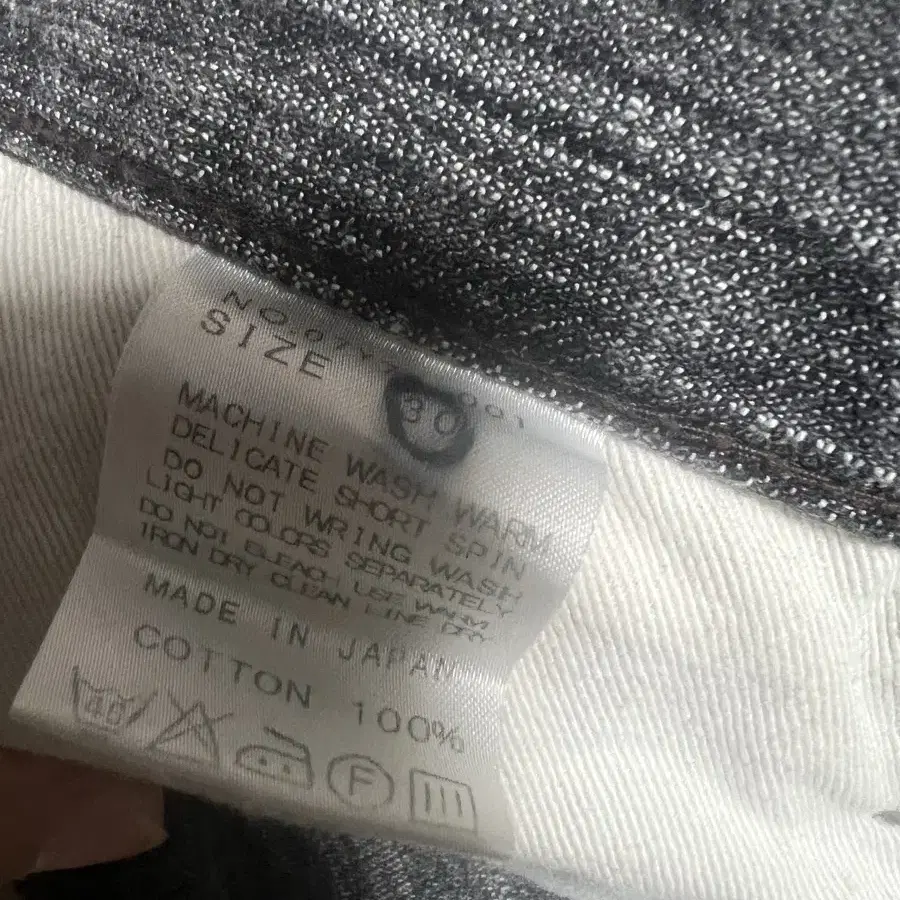 SIZE 30
MACHINE WASH WARM
DELICATE SHORT SPIN
DO NOT WRING WASH
LIGHT COLORS SEPARATELY
DO NOT BLEACH USE WARM
IRON DRY CLEAN LINE DRY
MADE IN JAPAN
COTTON 100%
40
F